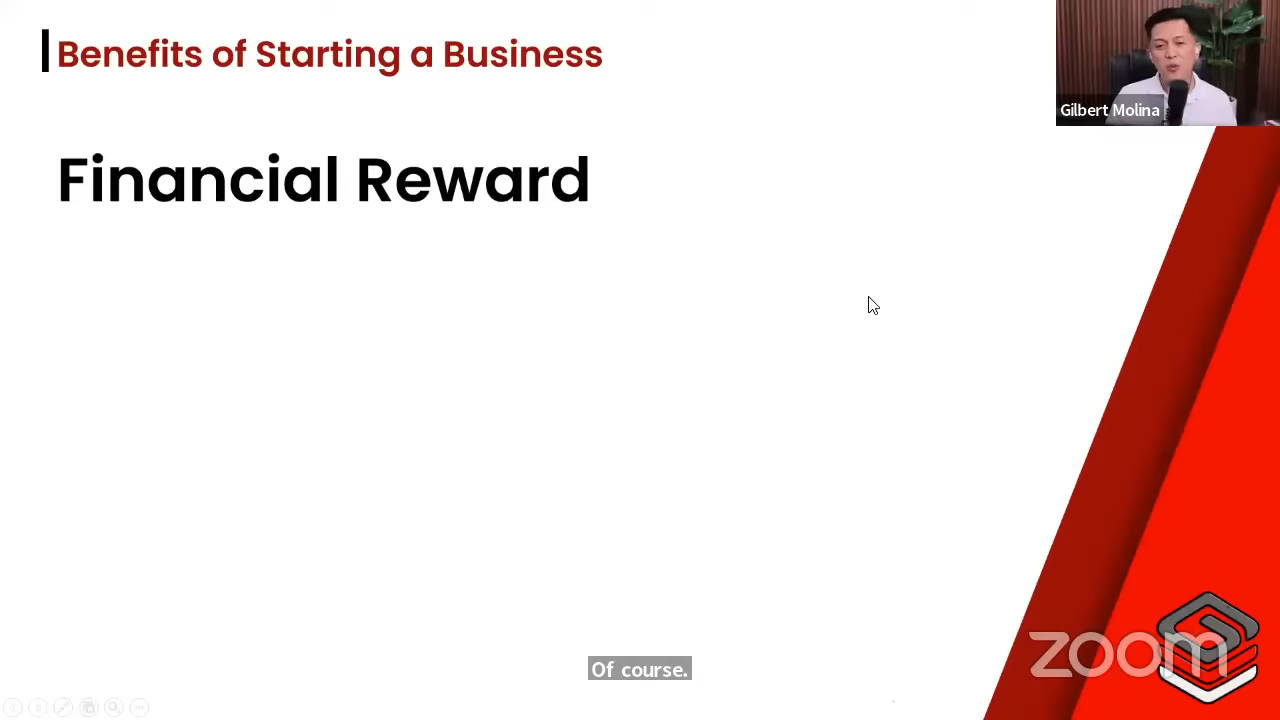 Benefits of Starting a Business
Gilbert Molina
Financial Reward
Of course.
zoom